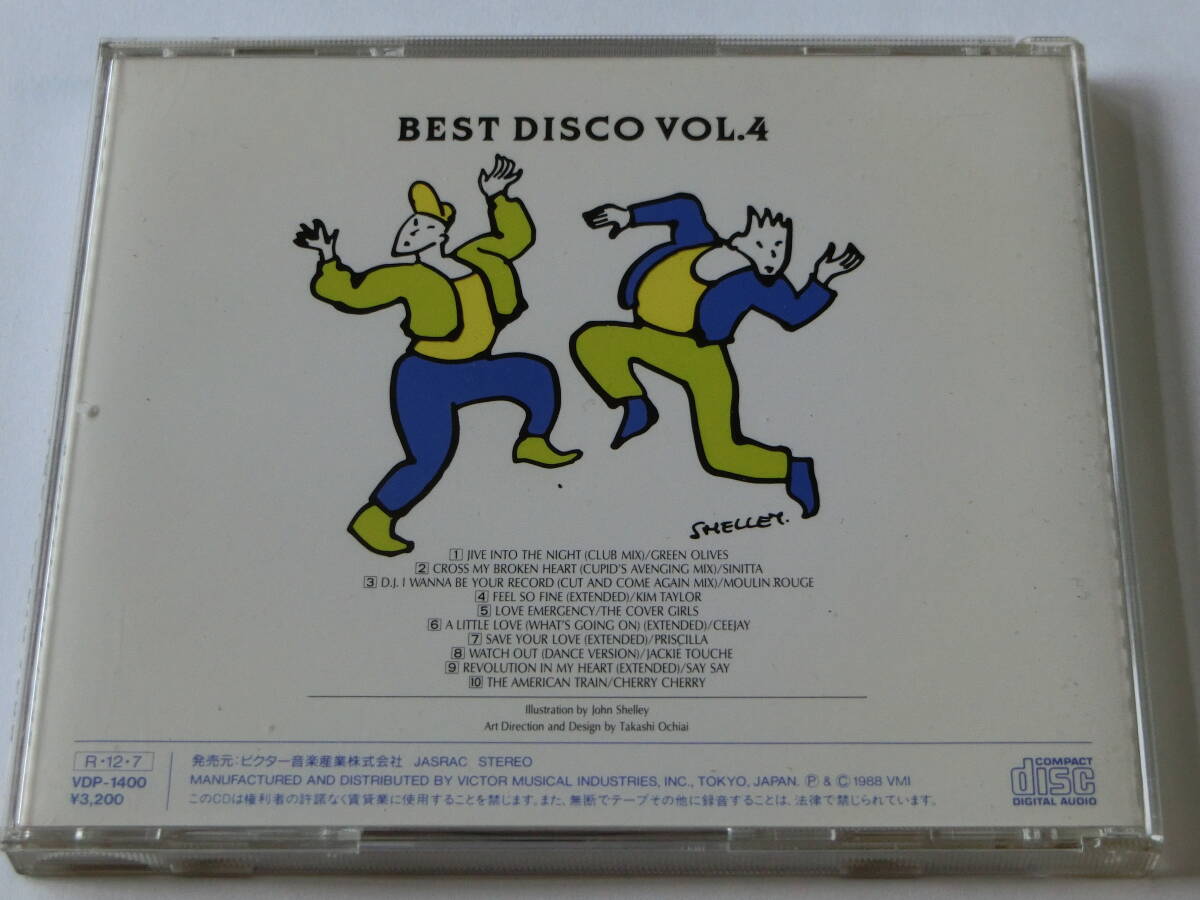 BEST DISCO VOL.4
SHELLEY.
1 JIVE INTO THE NIGHT (CLUB MIX)/GREEN OLIVES
2 CROSS MY BROKEN HEART (CUPID'S AVENGING MIX)/SINITTA
3 D.J. I WANNA BE YOUR RECORD (CUT AND COME AGAIN MIX)/MOULIN ROUGE
4 FEEL SO FINE (EXTENDED)/KIM TAYLOR
5 LOVE EMERGENCY/THE COVER GIRLS
6 A LITTLE LOVE (WHAT'S GOING ON) (EXTENDED)/CEEJAY
7 SAVE YOUR LOVE (EXTENDED)/PRISCILLA
8 WATCH OUT (DANCE VERSION)/JACKIE TOUCHE
9 REVOLUTION IN MY HEART (EXTENDED)/SAY SAY
10 THE AMERICAN TRAIN/CHERRY CHERRY
Illustration by John Shelley
Art Direction and Design by Takashi Ochiai
R・12・7
VDP-1400
¥3,200
発売元:ビクター音楽産業株式会社 JASRAC STEREO
MANUFACTURED AND DISTRIBUTED BY VICTOR MUSICAL INDUSTRIES, INC., TOKYO, JAPAN. Ⓟ & © 1988 VMI
このCDは権利者の許諾なく賃貸業に使用することを禁じます。また、無断でテープその他に録音することは、法律で禁じられています。
COMPACT
disc
DIGITAL AUDIO